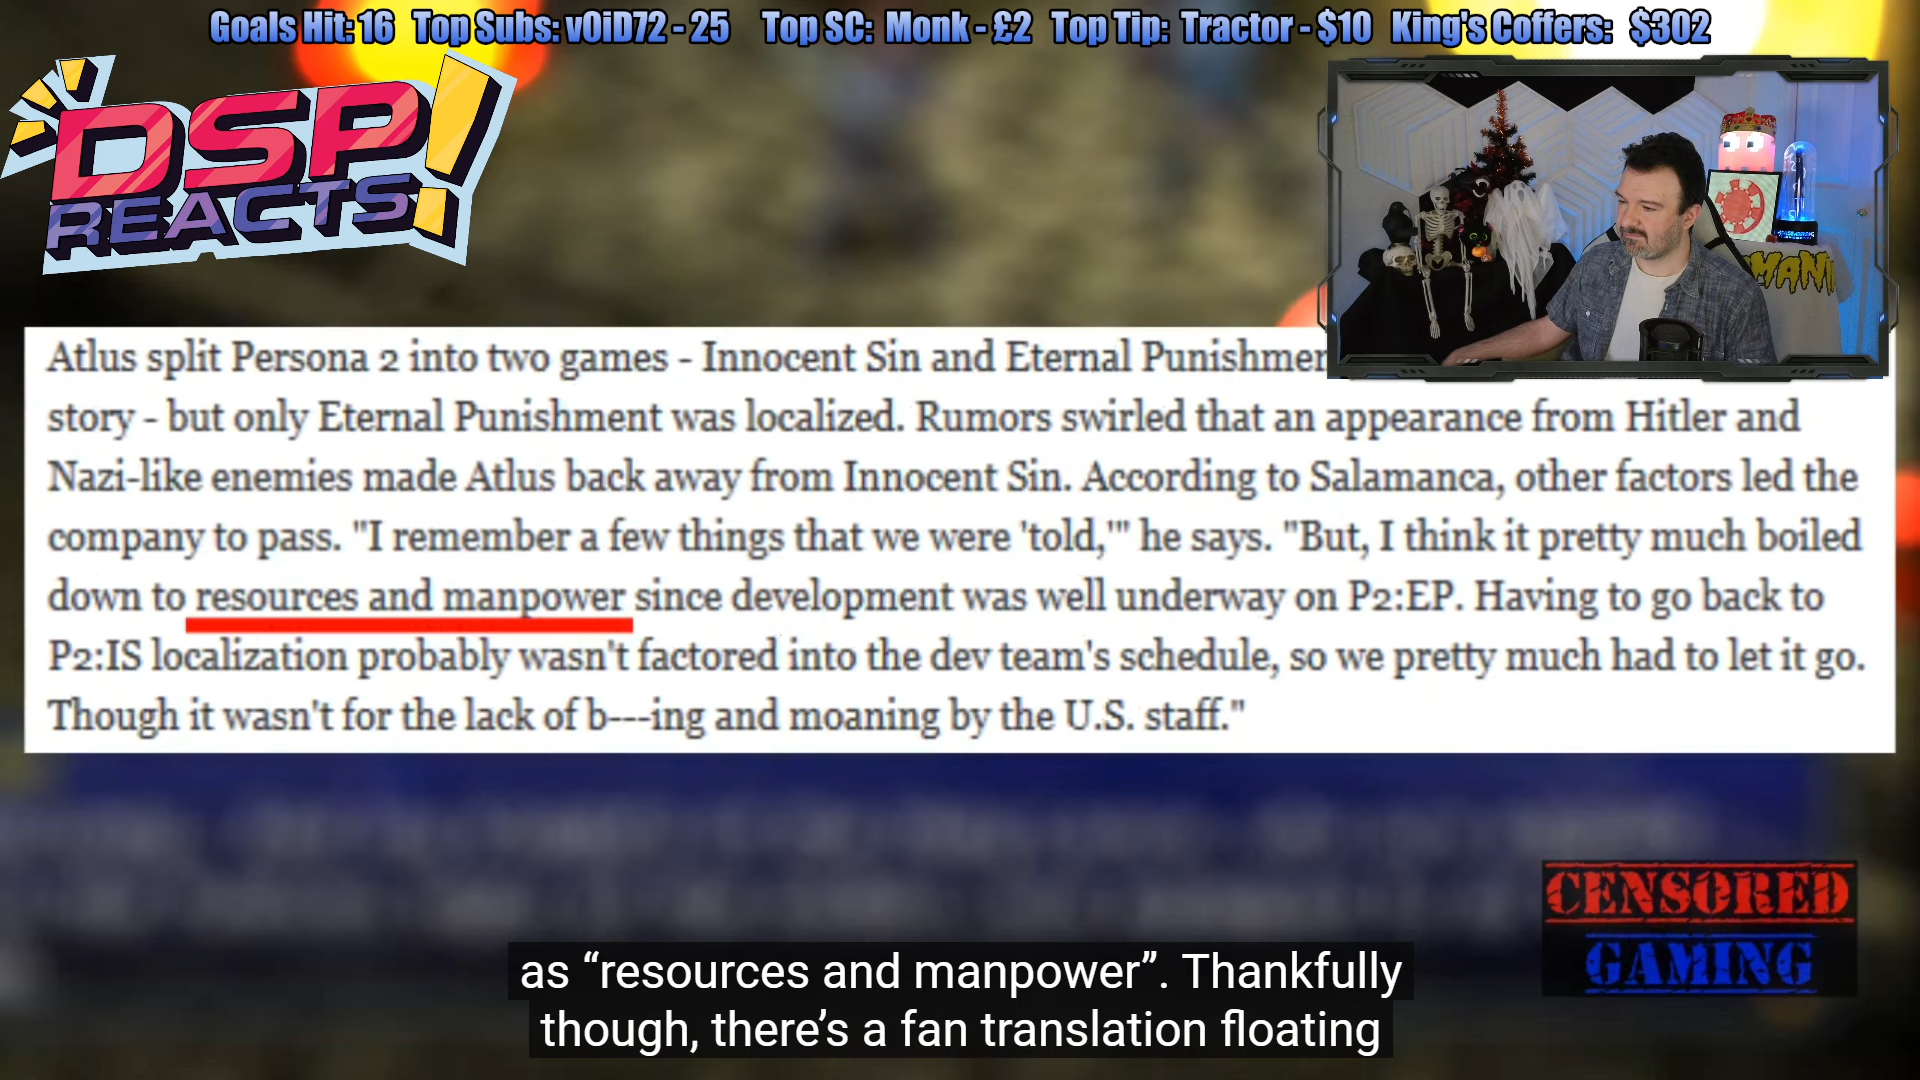 Goals Hit: 16 Top Subs: v0iD72 - 25 Top SC: Monk - £2 Top Tip: Tractor - $10 King's Coffers: $302
DSP!
REACTS!
MAN
Atlus split Persona 2 into two games - Innocent Sin and Eternal
story - but only Eternal Punishment was localized. Rumors swirled that an appearance from Hitler and
Nazi-like enemies made Atlus back away from Innocent Sin. According to Salamanca, other factors led the
company to pass. "I remember a few things that we were 'told,'" he says. "But, I think it pretty much boiled
down to resources and manpower since development was well underway on P2:EP. Having to go back to
P2:IS localization probably wasn't factored into the dev team's schedule, so we pretty much had to let it go.
Though it wasn't for the lack of b---ing and moaning by the U.S. staff."
CENSORED
GAMING
as “resources and manpower”. Thankfully
though, there’s a fan translation floating